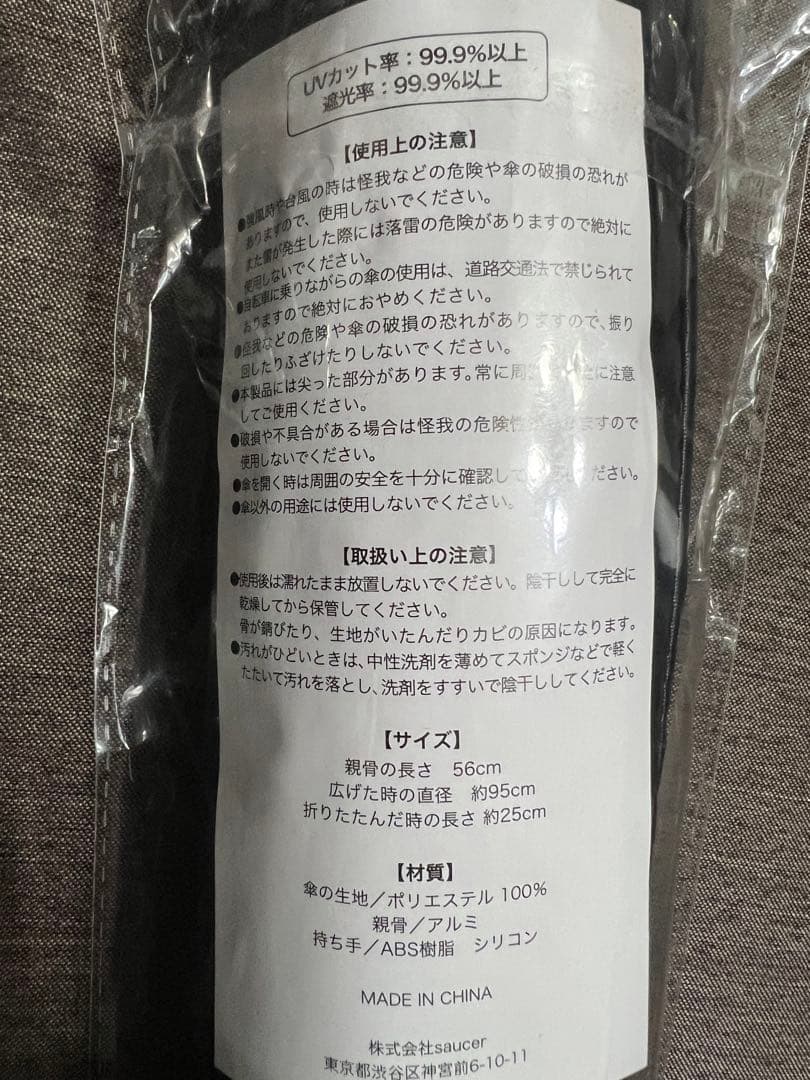 UVカット率：99.9%以上
遮光率：99.9%以上
【使用上の注意】
●強風時や台風の時は怪我などの危険や傘の破損の恐れが
ありますので、使用しないでください。
また雷が発生した際には落雷の危険がありますので絶対に
使用しないでください。
●自転車に乗りながらの傘の使用は、道路交通法で禁じられて
おりますので絶対におやめください。
●怪我などの危険や傘の破損の恐れがありますので、振り
回したりふざけたりしないでください。
●本製品には尖った部分があります。常に周に注意
してご使用ください。
●破損や不具合がある場合は怪我の危険性ますので
使用しないでください。
●傘を開く時は周囲の安全を十分に確認してください。
●傘以外の用途には使用しないでください。
【取扱い上の注意】
●使用後は濡れたまま放置しないでください。陰干しして完全に
乾燥してから保管してください。
骨が錆びたり、生地がいたんだりカビの原因になります。
●汚れがひどいときは、中性洗剤を薄めてスポンジなどで軽く
たたいて汚れを落とし、洗剤をすすいで陰干ししてください。
【サイズ】
親骨の長さ 56cm
広げた時の直径 約95cm
折りたたんだ時の長さ 約25cm
【材質】
傘の生地／ポリエステル 100%
親骨／アルミ
持ち手／ABS樹脂 シリコン
MADE IN CHINA
株式会社saucer
東京都渋谷区神宮前6-10-11